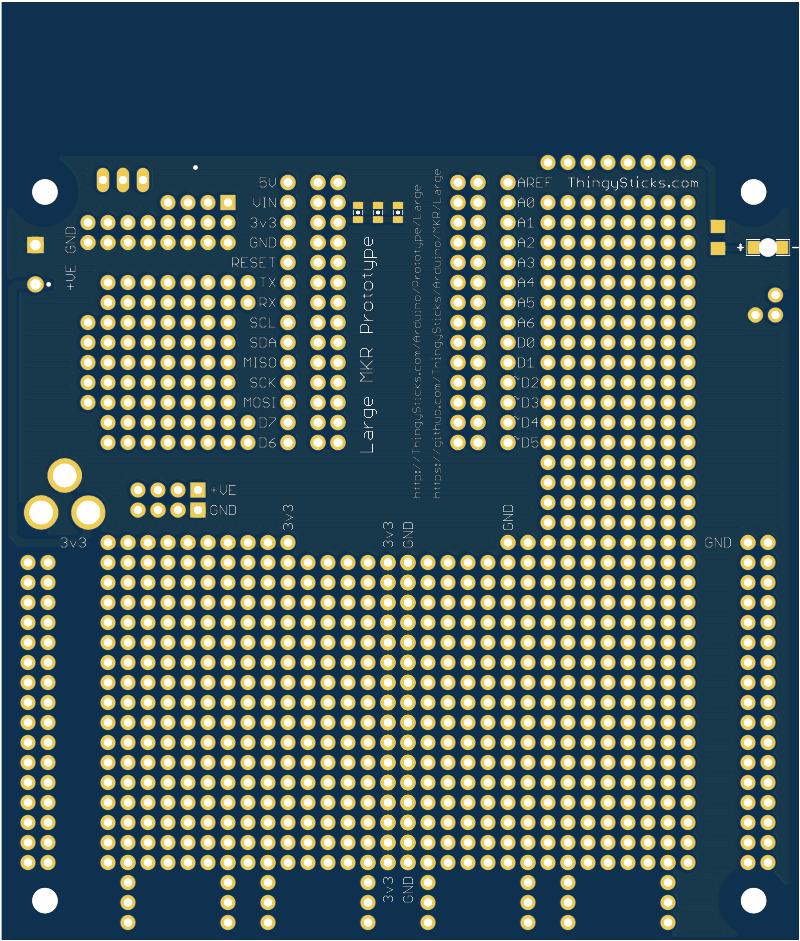 5V
VIN
3v3
GND
RESET
TX
RX
SCL
SDA
MISO
SCK
MOSI
D7
D6
GND
+VE
Large MKR Prototype
http://ThingySticks.com/Arduino/Prototype/Large
https://github.com/ThingySticks/Arduino/MKR/Large
AREF
A0
A1
A2
A3
A4
A5
A6
D0
D1
~D2
~D3
~D4
~D5
ThingySticks.com
+ -
+VE
GND
3v3
3v3
3v3
GND
GND
GND
3v3
GND